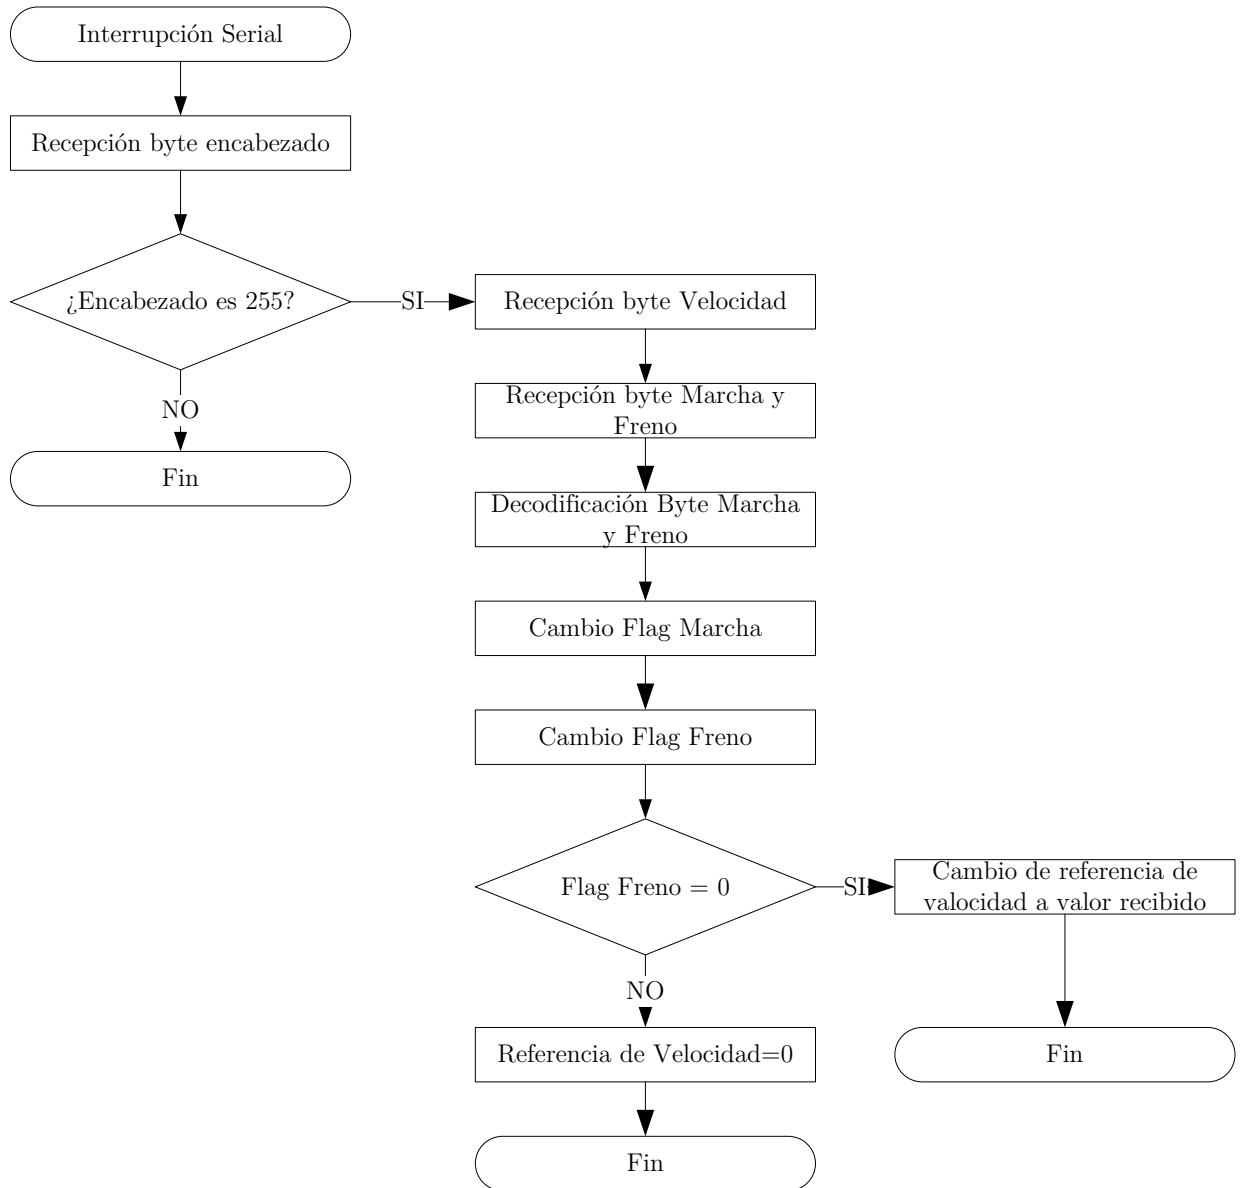 Interrupción Serial
Recepción byte encabezado
¿Encabezado es 255?
SI
NO
Fin
Recepción byte Velocidad
Recepción byte Marcha y
Freno
Decodificación Byte Marcha
y Freno
Cambio Flag Marcha
Cambio Flag Freno
Flag Freno = 0
SI
Cambio de referencia de
valocidad a valor recibido
Fin
NO
Referencia de Velocidad=0
Fin